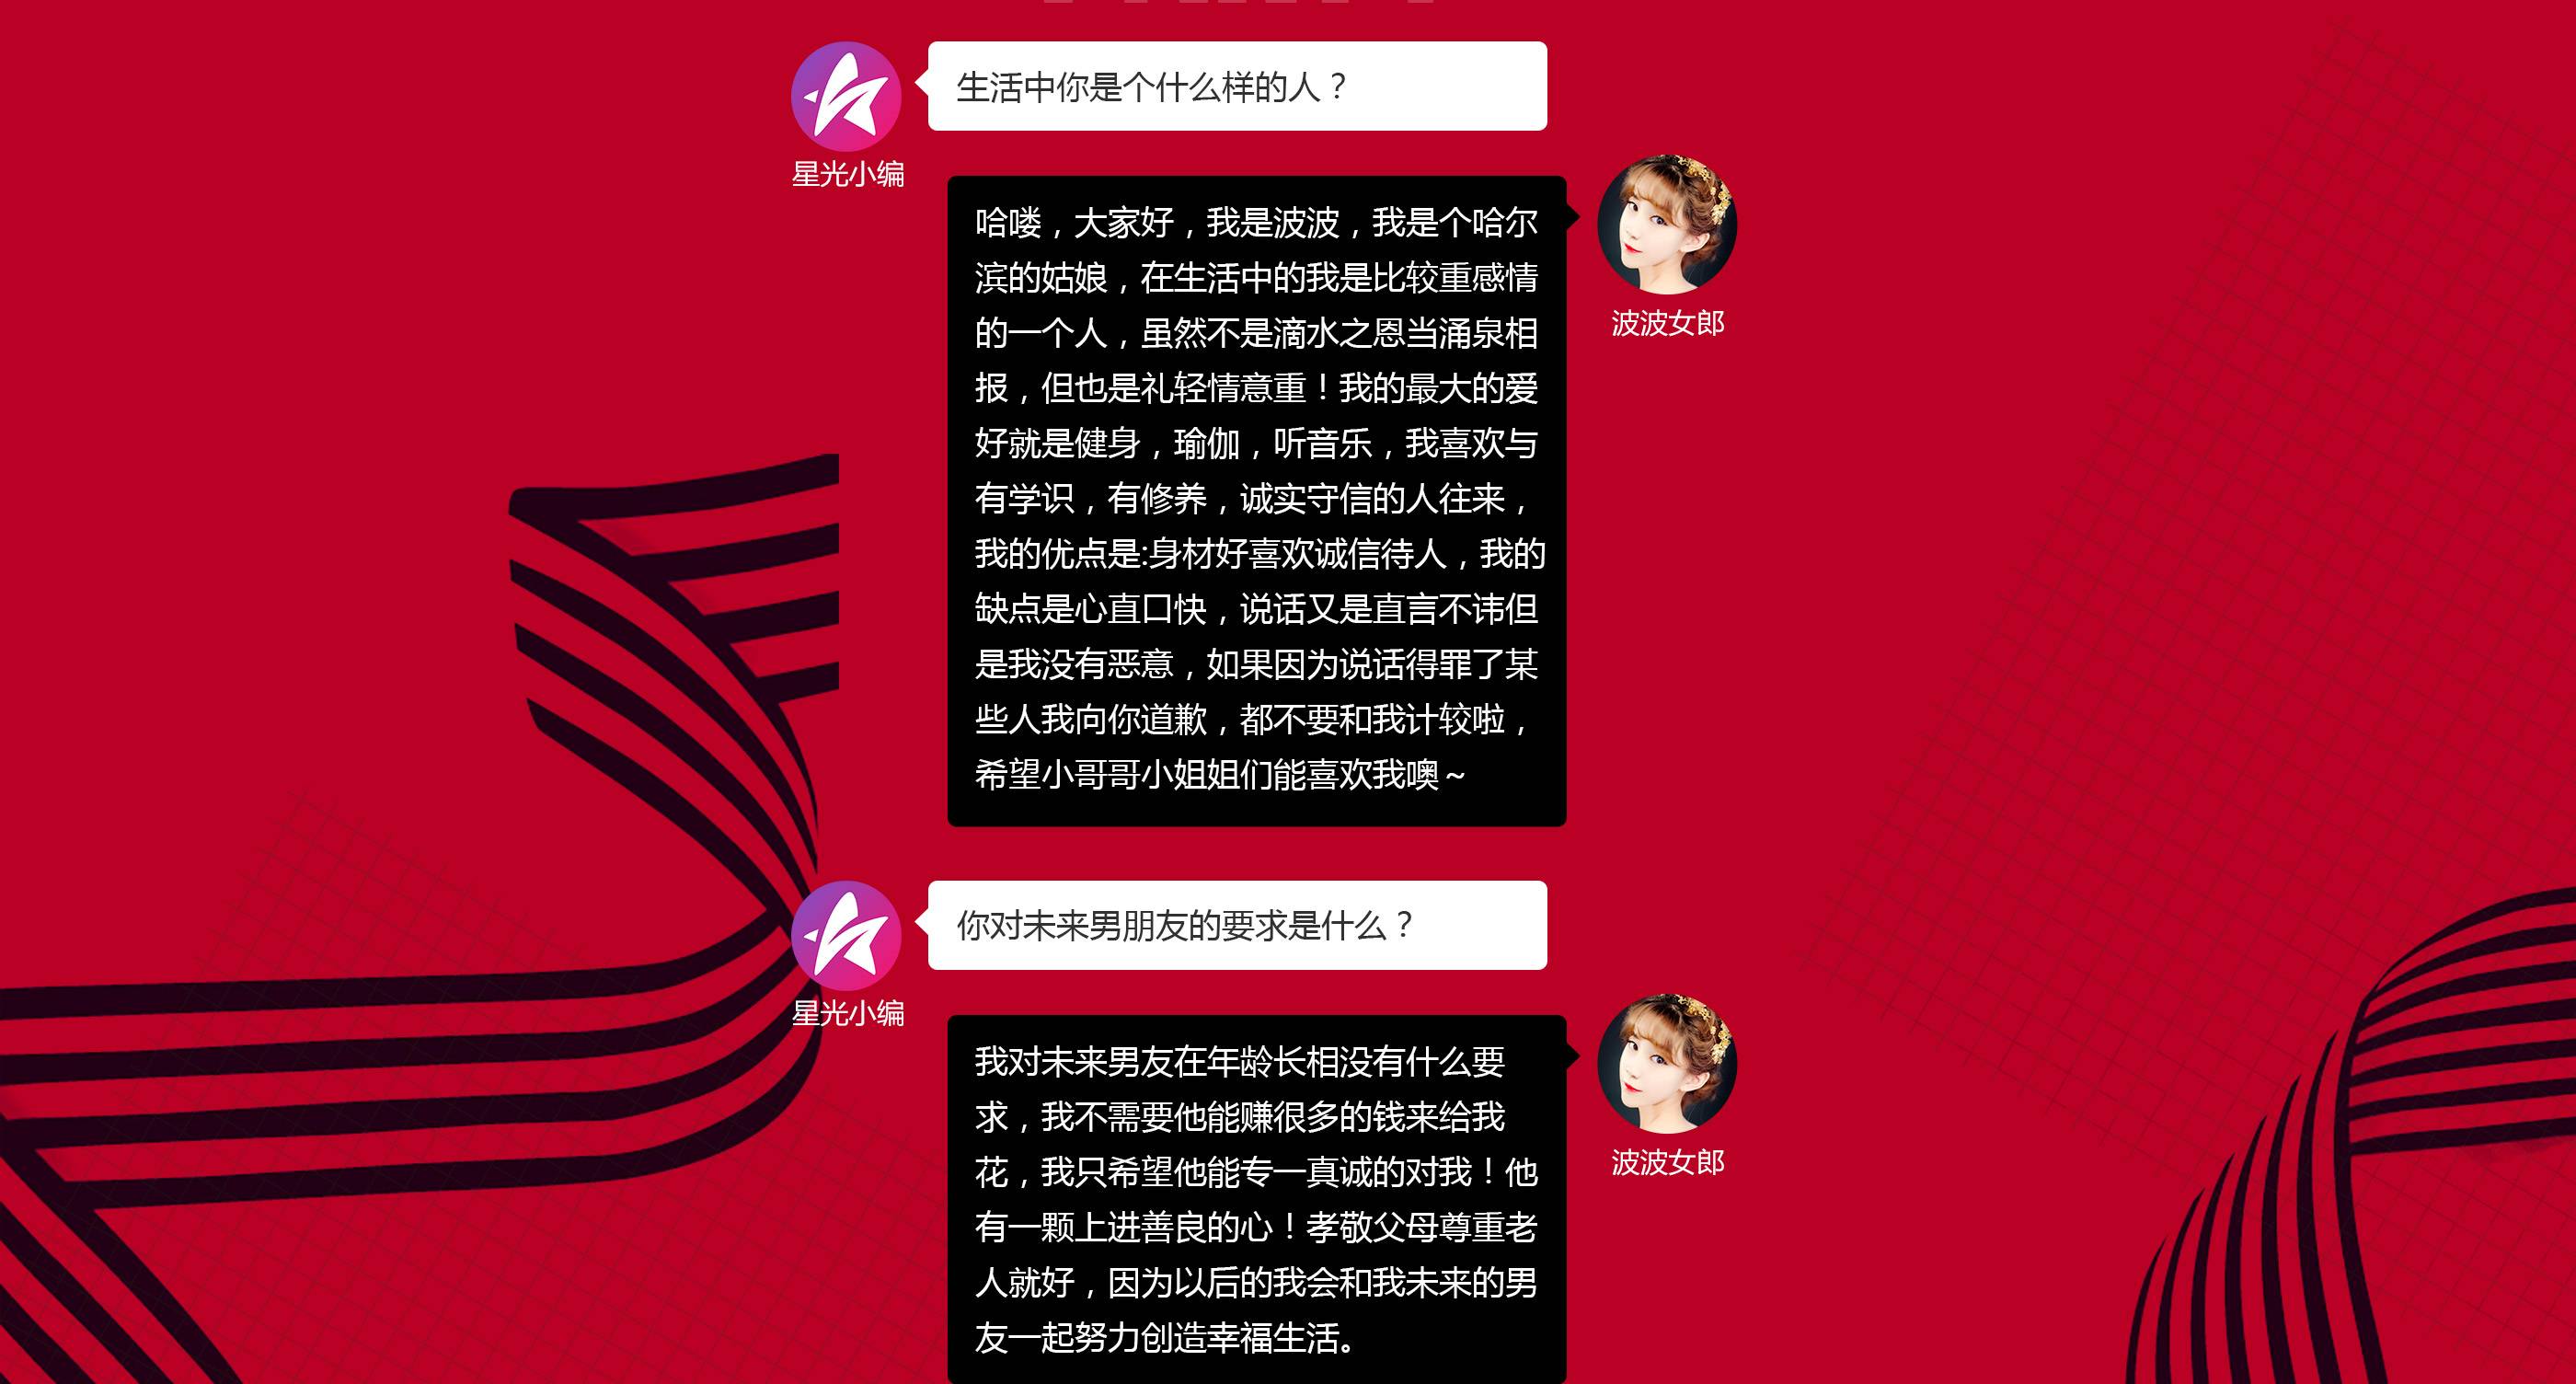 生活中你是个什么样的人？
星光小编
哈喽，大家好，我是波波，我是个哈尔
滨的姑娘，在生活中的我是比较重感情
的一个人，虽然不是滴水之恩当涌泉相
报，但也是礼轻情意重！我的最大的爱
好就是健身，瑜伽，听音乐，我喜欢与
有学识，有修养，诚实守信的人往来，
我的优点是:身材好喜欢诚信待人，我的
缺点是心直口快，说话又是直言不讳但
是我没有恶意，如果因为说话得罪了某
些人我向你道歉，都不要和我计较啦，
希望小哥哥小姐姐们能喜欢我噢～
波波女郎
你对未来男朋友的要求是什么？
星光小编
我对未来男友在年龄长相没有什么要
求，我不需要他能赚很多的钱来给我
花，我只希望他能专一真诚的对我！他
有一颗上进善良的心！孝敬父母尊重老
人就好，因为以后的我会和我未来的男
友一起努力创造幸福生活。
波波女郎